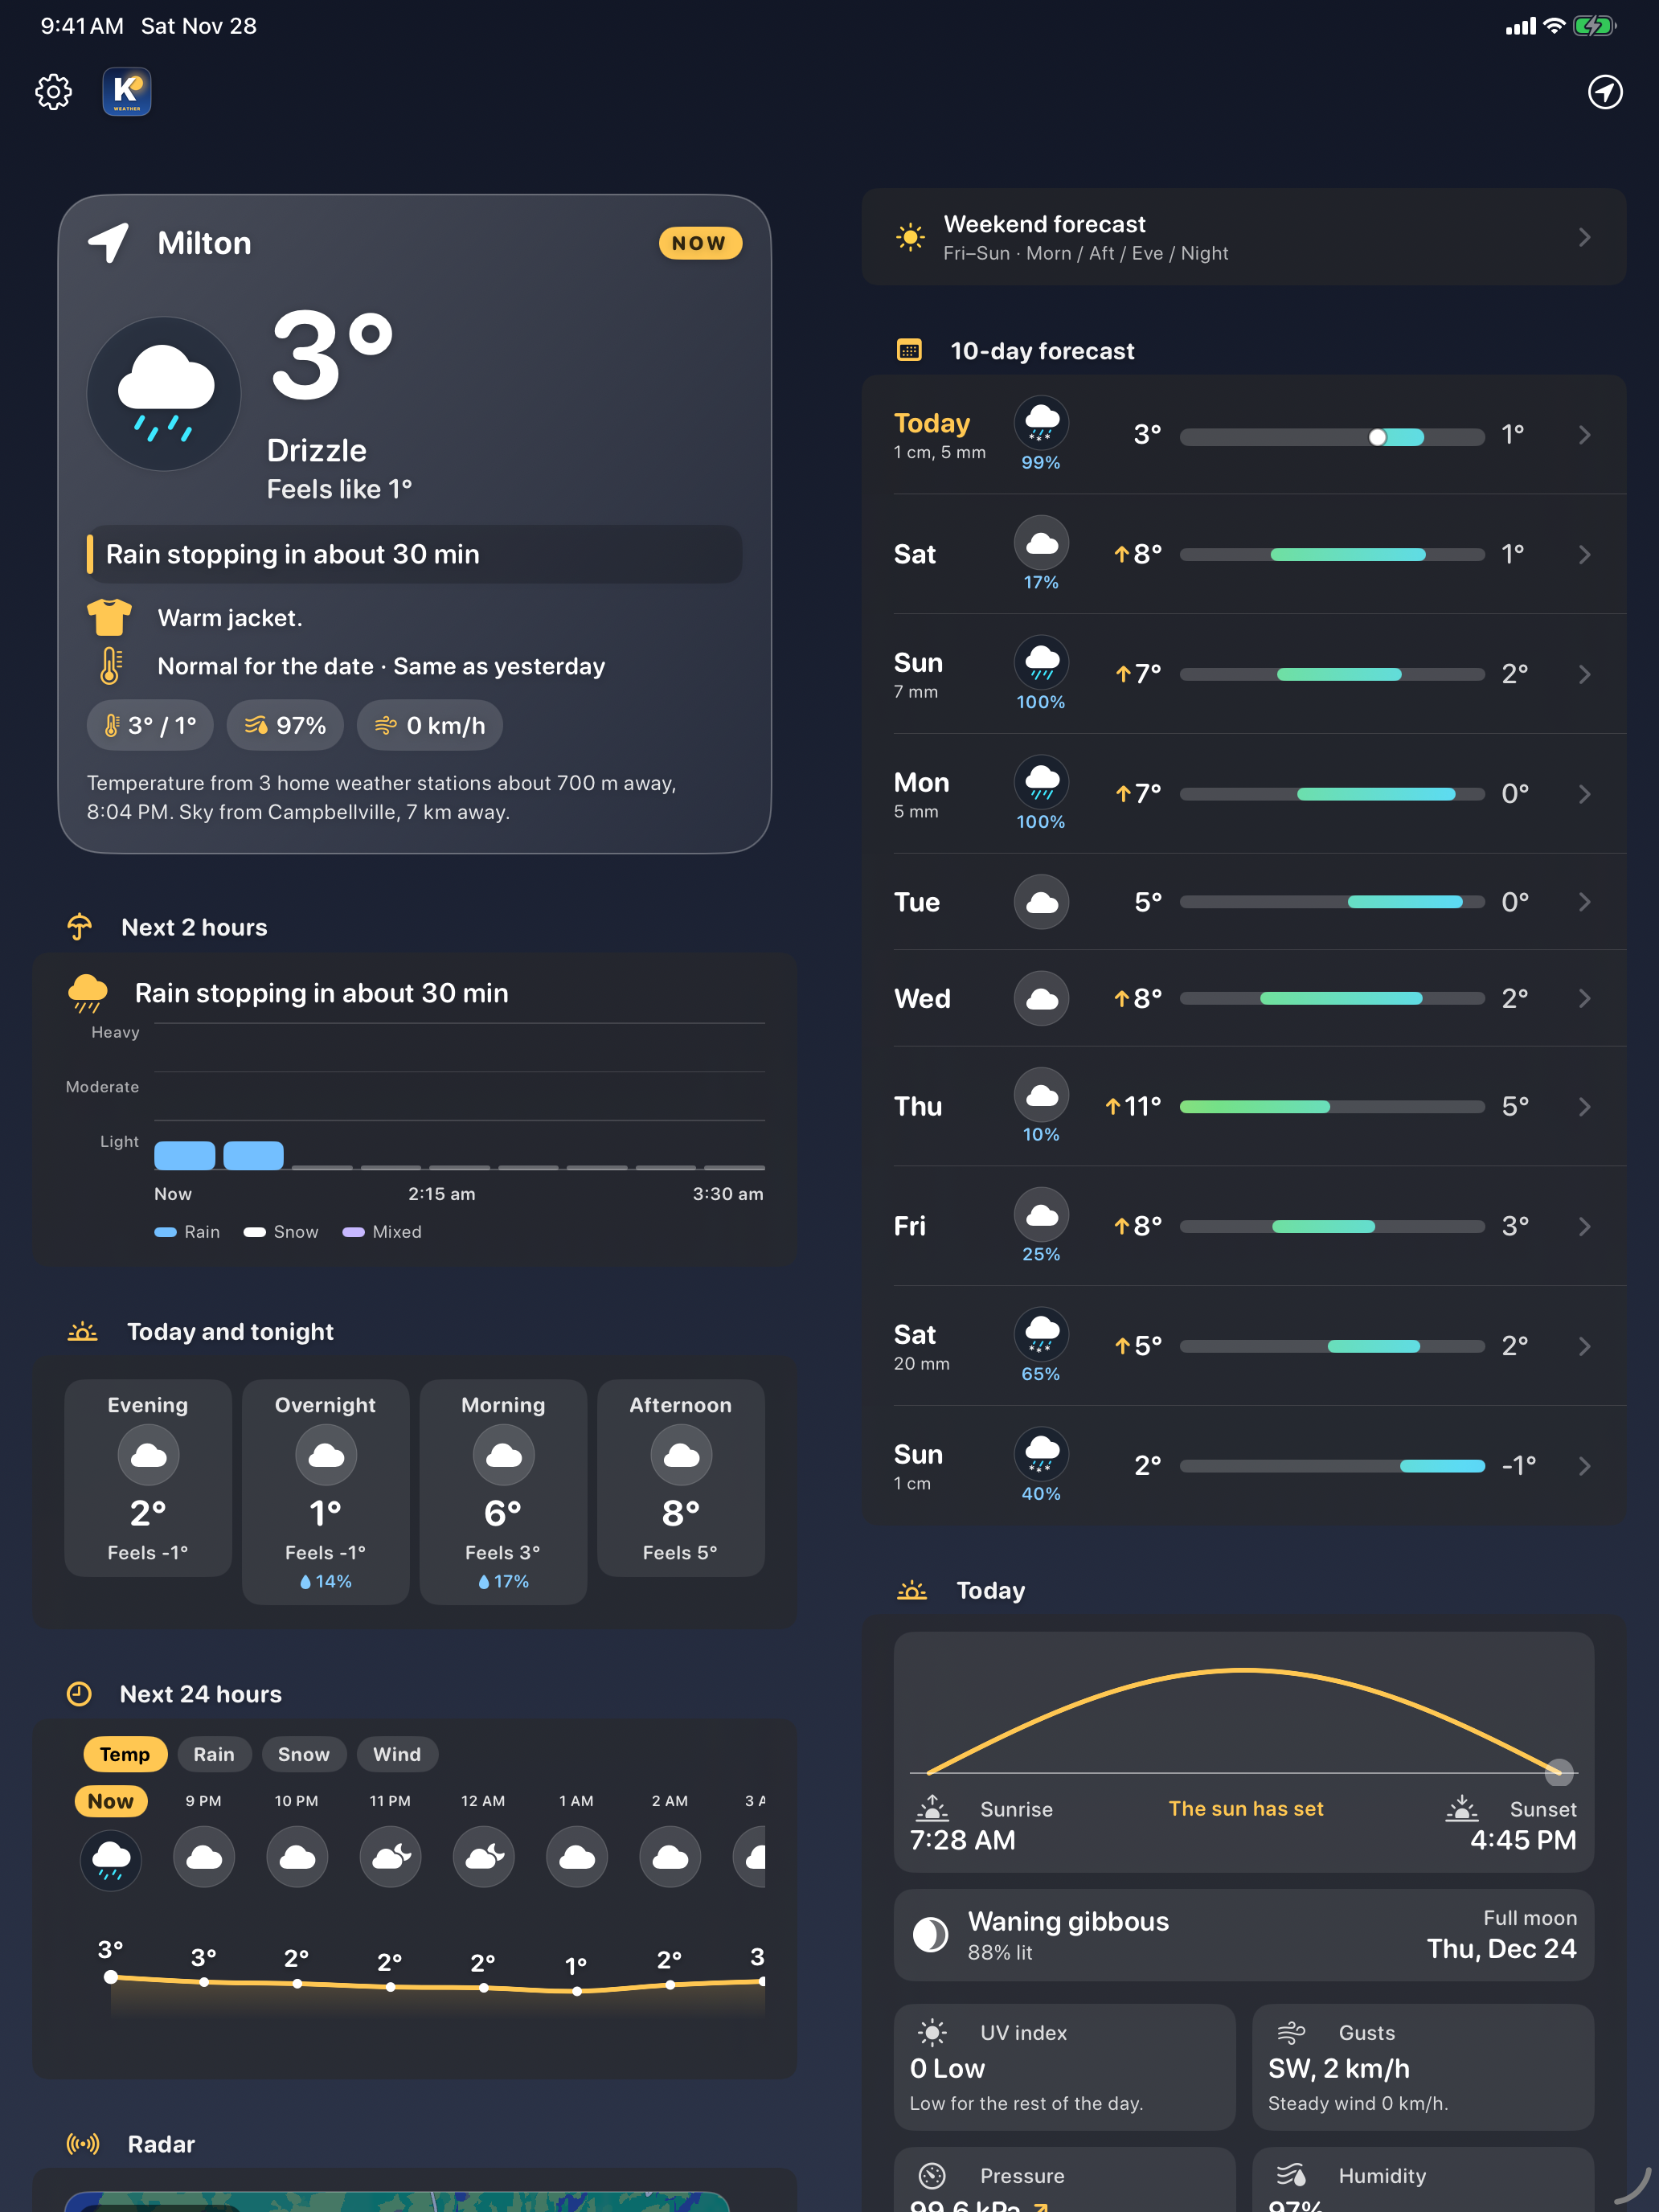 9:41 AM Sat Nov 28
K
WEATHER
Milton
NOW
3°
Drizzle
Feels like 1°
Rain stopping in about 30 min
Warm jacket.
Normal for the date · Same as yesterday
3° / 1°
97%
0 km/h
Temperature from 3 home weather stations about 700 m away,
8:04 PM. Sky from Campbellville, 7 km away.
Next 2 hours
Rain stopping in about 30 min
Heavy
Moderate
Light
Now 2:15 am 3:30 am
Rain Snow Mixed
Today and tonight
Evening
2°
Feels -1°
Overnight
1°
Feels -1°
14%
Morning
6°
Feels 3°
17%
Afternoon
8°
Feels 5°
Next 24 hours
Temp Rain Snow Wind
Now 9 PM 10 PM 11 PM 12 AM 1 AM 2 AM 3 A
3° 3° 2° 2° 2° 1° 2° 3
Radar
Weekend forecast
Fri–Sun · Morn / Aft / Eve / Night
10-day forecast
Today 3° 1°
1 cm, 5 mm
99%
Sat ↑8° 1°
17%
Sun ↑7° 2°
7 mm
100%
Mon ↑7° 0°
5 mm
100%
Tue 5° 0°
Wed ↑8° 2°
Thu ↑11° 5°
10%
Fri ↑8° 3°
25%
Sat ↑5° 2°
20 mm
65%
Sun 2° -1°
1 cm
40%
Today
Sunrise
7:28 AM
The sun has set
Sunset
4:45 PM
Waning gibbous
88% lit
Full moon
Thu, Dec 24
UV index
0 Low
Low for the rest of the day.
Gusts
SW, 2 km/h
Steady wind 0 km/h.
Pressure
99.6 kPa
Humidity
97%